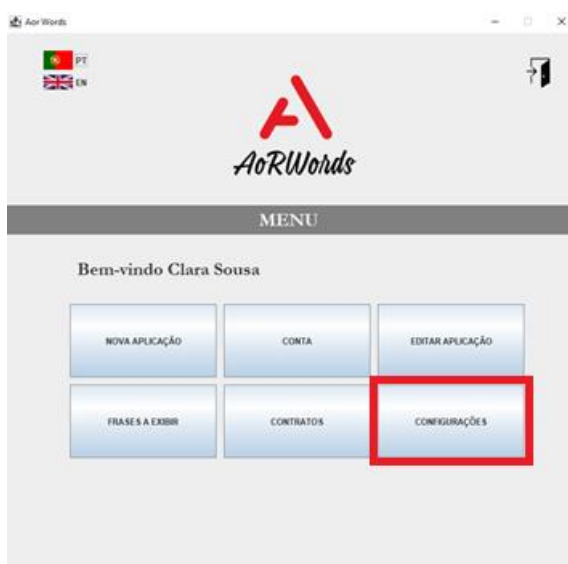 Aor Words
PT
EN
AoRWords
MENU
Bem-vindo Clara Sousa
NOVA APLICAÇÃO
CONTA
EDITAR APLICAÇÃO
FRASES A EXIBIR
CONTRATOS
CONFIGURAÇÕES